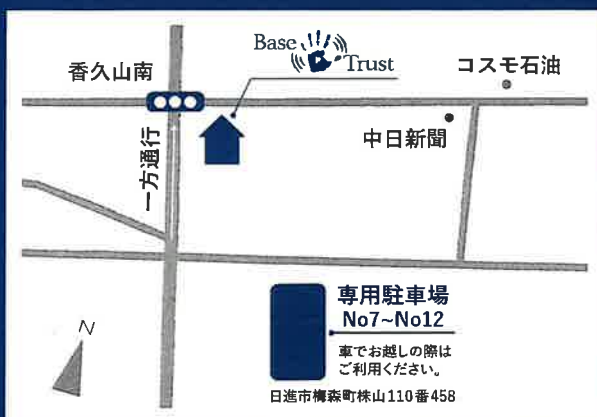 Base Trust
香久山南
コスモ石油
中日新聞
一方通行
専用駐車場
No7~No12
車でお越しの際は
ご利用ください。
日進市梅森町株山110番458
N